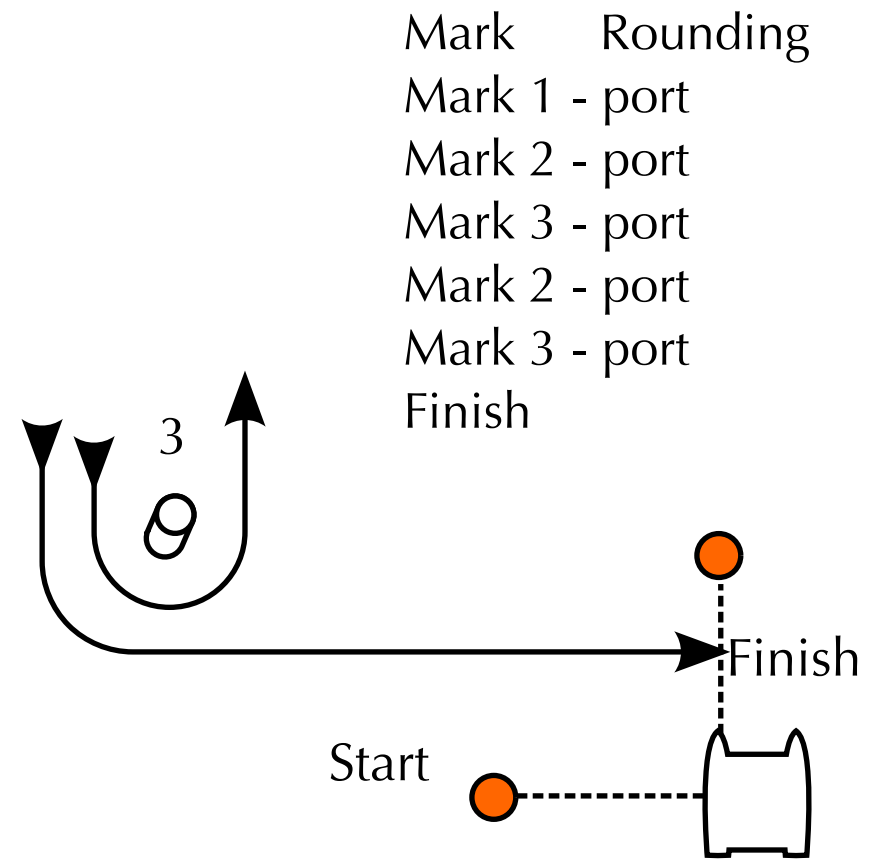 Mark Rounding
Mark 1 - port
Mark 2 - port
Mark 3 - port
Mark 2 - port
Mark 3 - port
Finish
3
Finish
Start